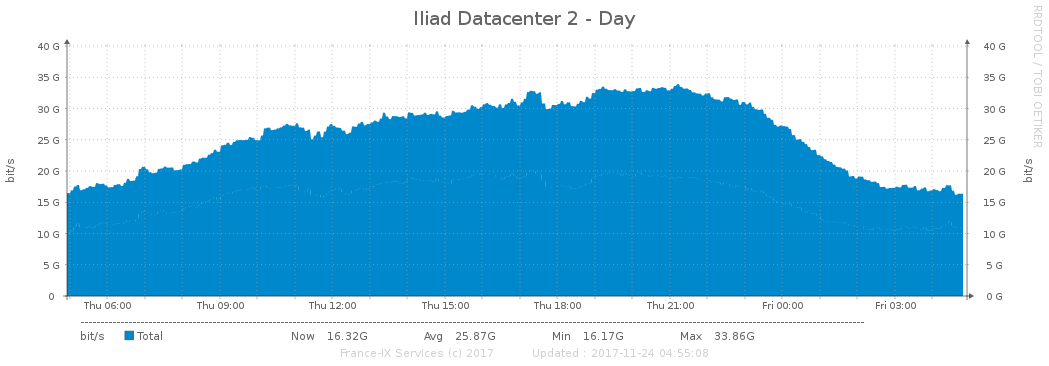 Iliad Datacenter 2 - Day
RRDTOOL / TOBI OETIKER
bit/s
40 G 40 G
35 G 35 G
30 G 30 G
25 G 25 G
20 G 20 G
15 G 15 G
10 G 10 G
5 G 5 G
0 0 G
bit/s
Thu 06:00 Thu 09:00 Thu 12:00 Thu 15:00 Thu 18:00 Thu 21:00 Fri 00:00 Fri 03:00
bit/s Total Now 16.32G Avg 25.87G Min 16.17G Max 33.86G
France-IX Services (c) 2017 Updated : 2017-11-24 04:55:08